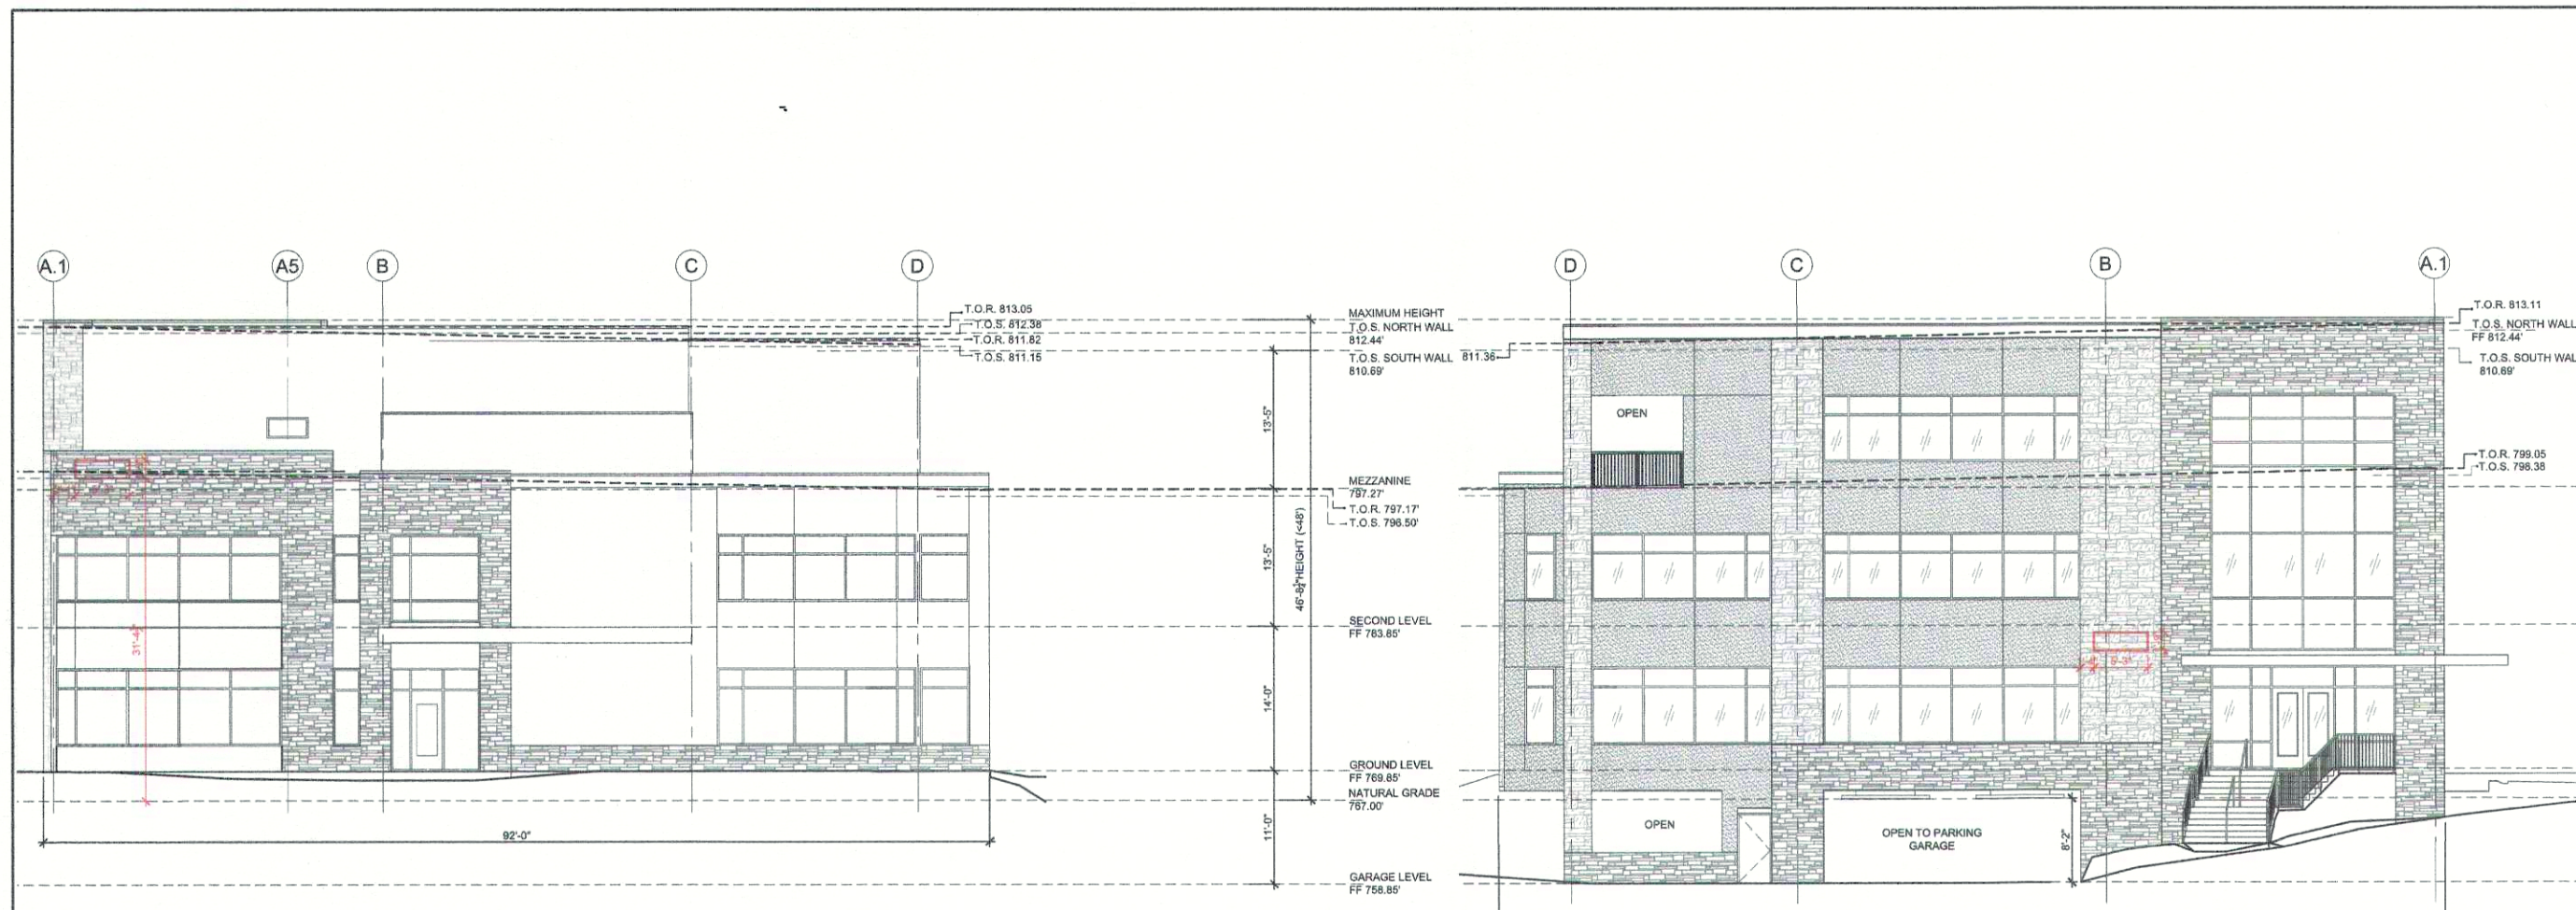 A.1
A5
B
C
D
D
C
B
A.1
T.O.R. 813.05
T.O.S. 812.38
T.O.R. 811.82
T.O.S. 811.15
MAXIMUM HEIGHT
T.O.S. NORTH WALL
812.44'
T.O.S. SOUTH WALL
810.69'
811.36
T.O.R. 813.11
T.O.S. NORTH WALL
FF 812.44'
T.O.S. SOUTH WAL
810.69'
OPEN
13'-5"
MEZZANINE
797.27'
T.O.R. 797.17'
T.O.S. 796.50'
T.O.R. 799.05
T.O.S. 798.38
13'-5"
46'-8½"HEIGHT (<48')
SECOND LEVEL
FF 783.85'
9'-3"
14'-0"
GROUND LEVEL
FF 769.85'
NATURAL GRADE
767.00'
92'-0"
11'-0"
OPEN
OPEN TO PARKING
GARAGE
8'-2"
GARAGE LEVEL
FF 758.85'